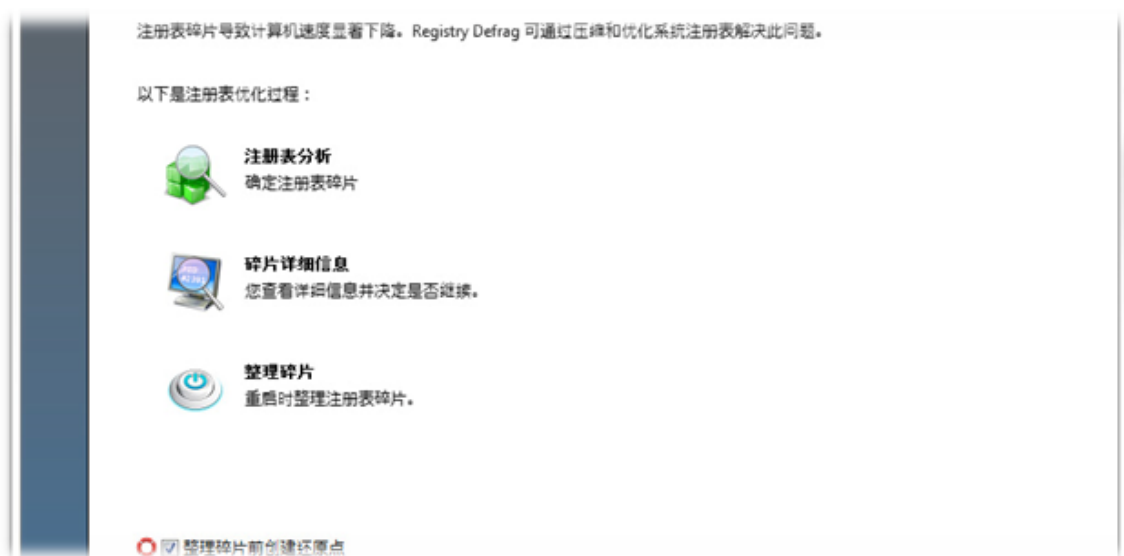 注册表碎片导致计算机速度显著下降。Registry Defrag 可通过压缩和优化系统注册表解决此问题。
以下是注册表优化过程：
注册表分析
确定注册表碎片
碎片详细信息
您查看详细信息并决定是否继续。
整理碎片
重启时整理注册表碎片。
整理碎片前创建还原点